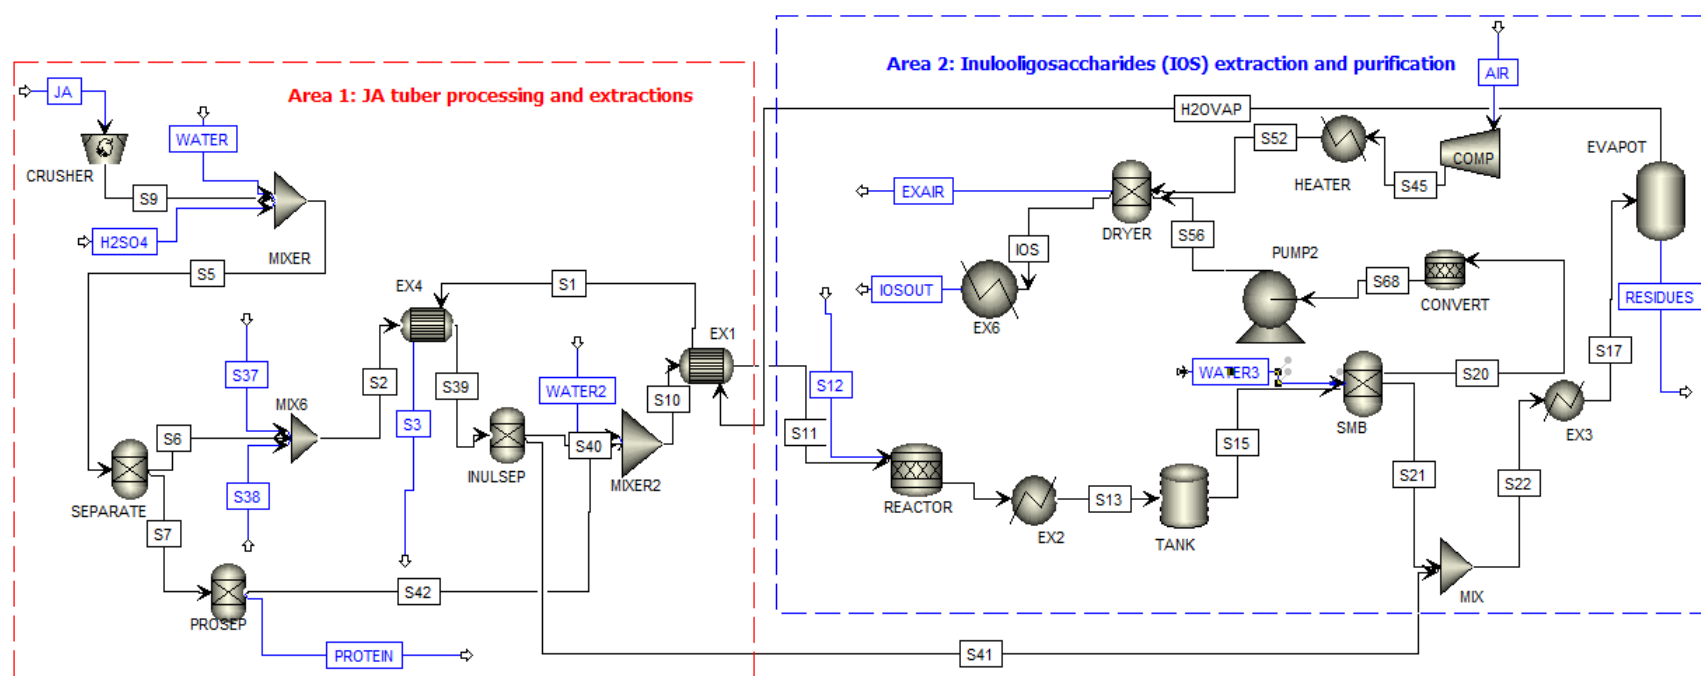 Area 1: JA tuber processing and extractions
JA
CRUSHER
WATER
S9
H2SO4
MIXER
S5
EX4
S1
EX1
S37
MIX6
S2
S39
WATER2
S10
S6
S3
S40
INULSEP
MIXER2
S38
SEPARATE
S7
PROSEP
S42
PROTEIN
S41
Area 2: Inulooligosaccharides (IOS) extraction and purification
AIR
H2OVAP
S52
COMP
EVAPOT
HEATER
S45
EXAIR
DRYER
S56
IOS
PUMP2
IOSOUT
EX6
S68
CONVERT
RESIDUES
S17
WATER3
S20
S12
SMB
EX3
S11
S15
REACTOR
S13
EX2
TANK
S21
S22
MIX